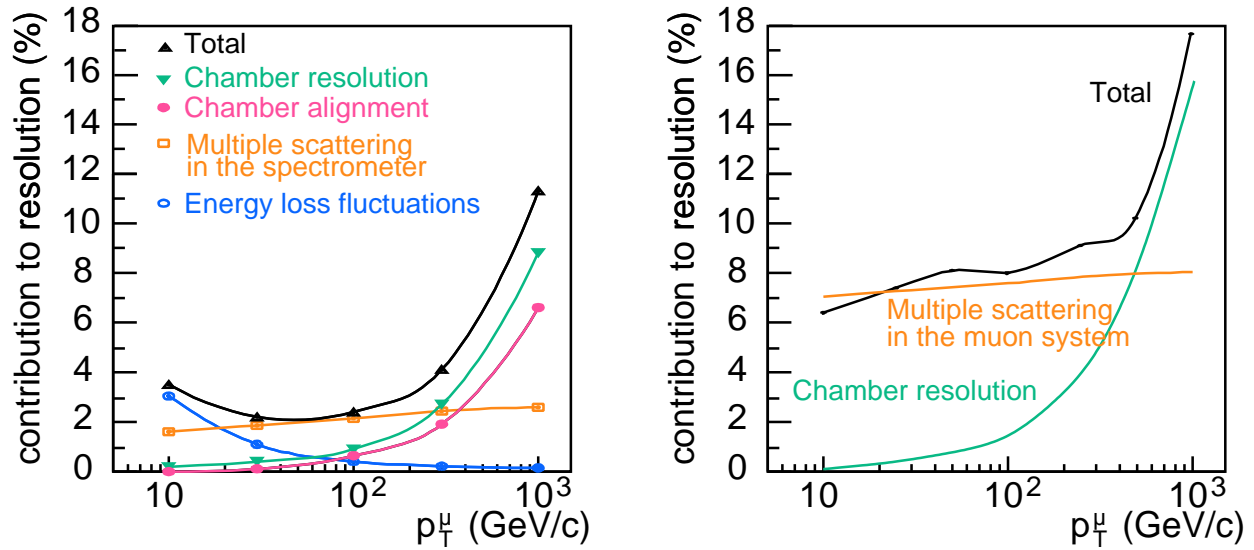 contribution to resolution (%)
18
16
14
12
10
8
6
4
2
0
Total
Chamber resolution
Chamber alignment
Multiple scattering
in the spectrometer
Energy loss fluctuations
10
10²
10³
p_T^μ (GeV/c)
contribution to resolution (%)
18
16
14
12
10
8
6
4
2
0
Total
Multiple scattering
in the muon system
Chamber resolution
10
10²
10³
p_T^μ (GeV/c)